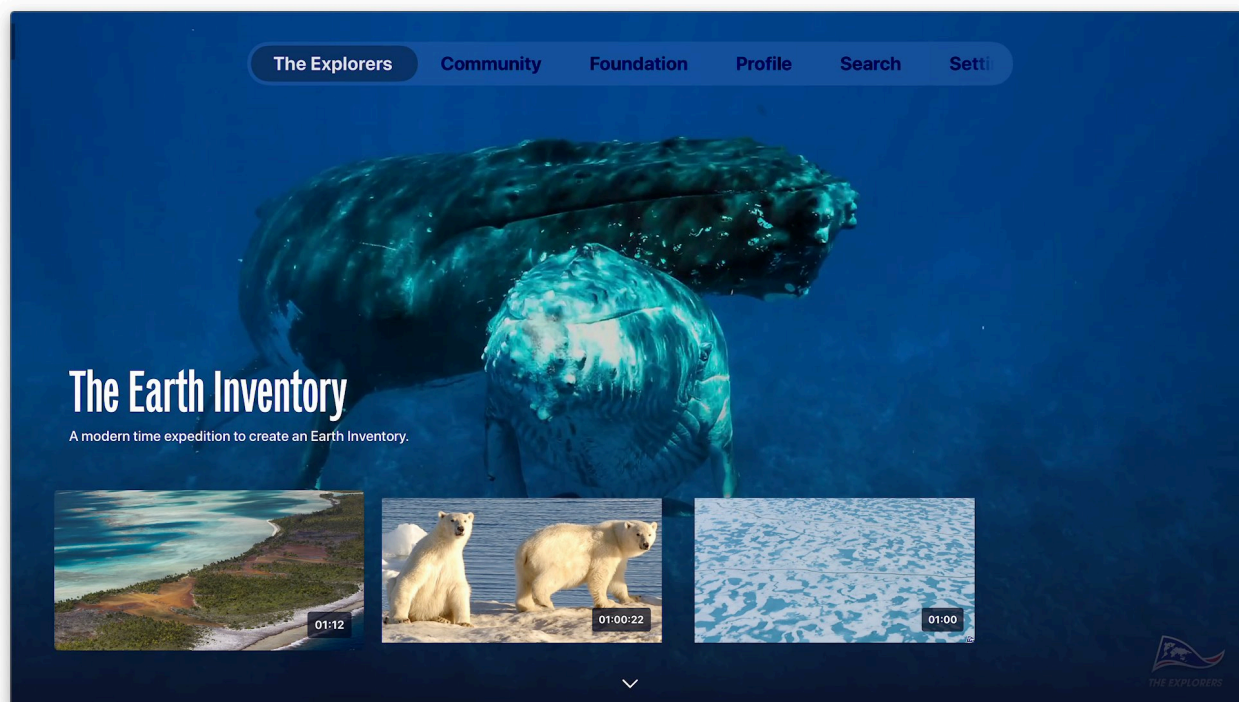 The Explorers Community Foundation Profile Search Setti
The Earth Inventory
A modern time expedition to create an Earth Inventory.
01:12 01:00:22 01:00
THE EXPLORERS